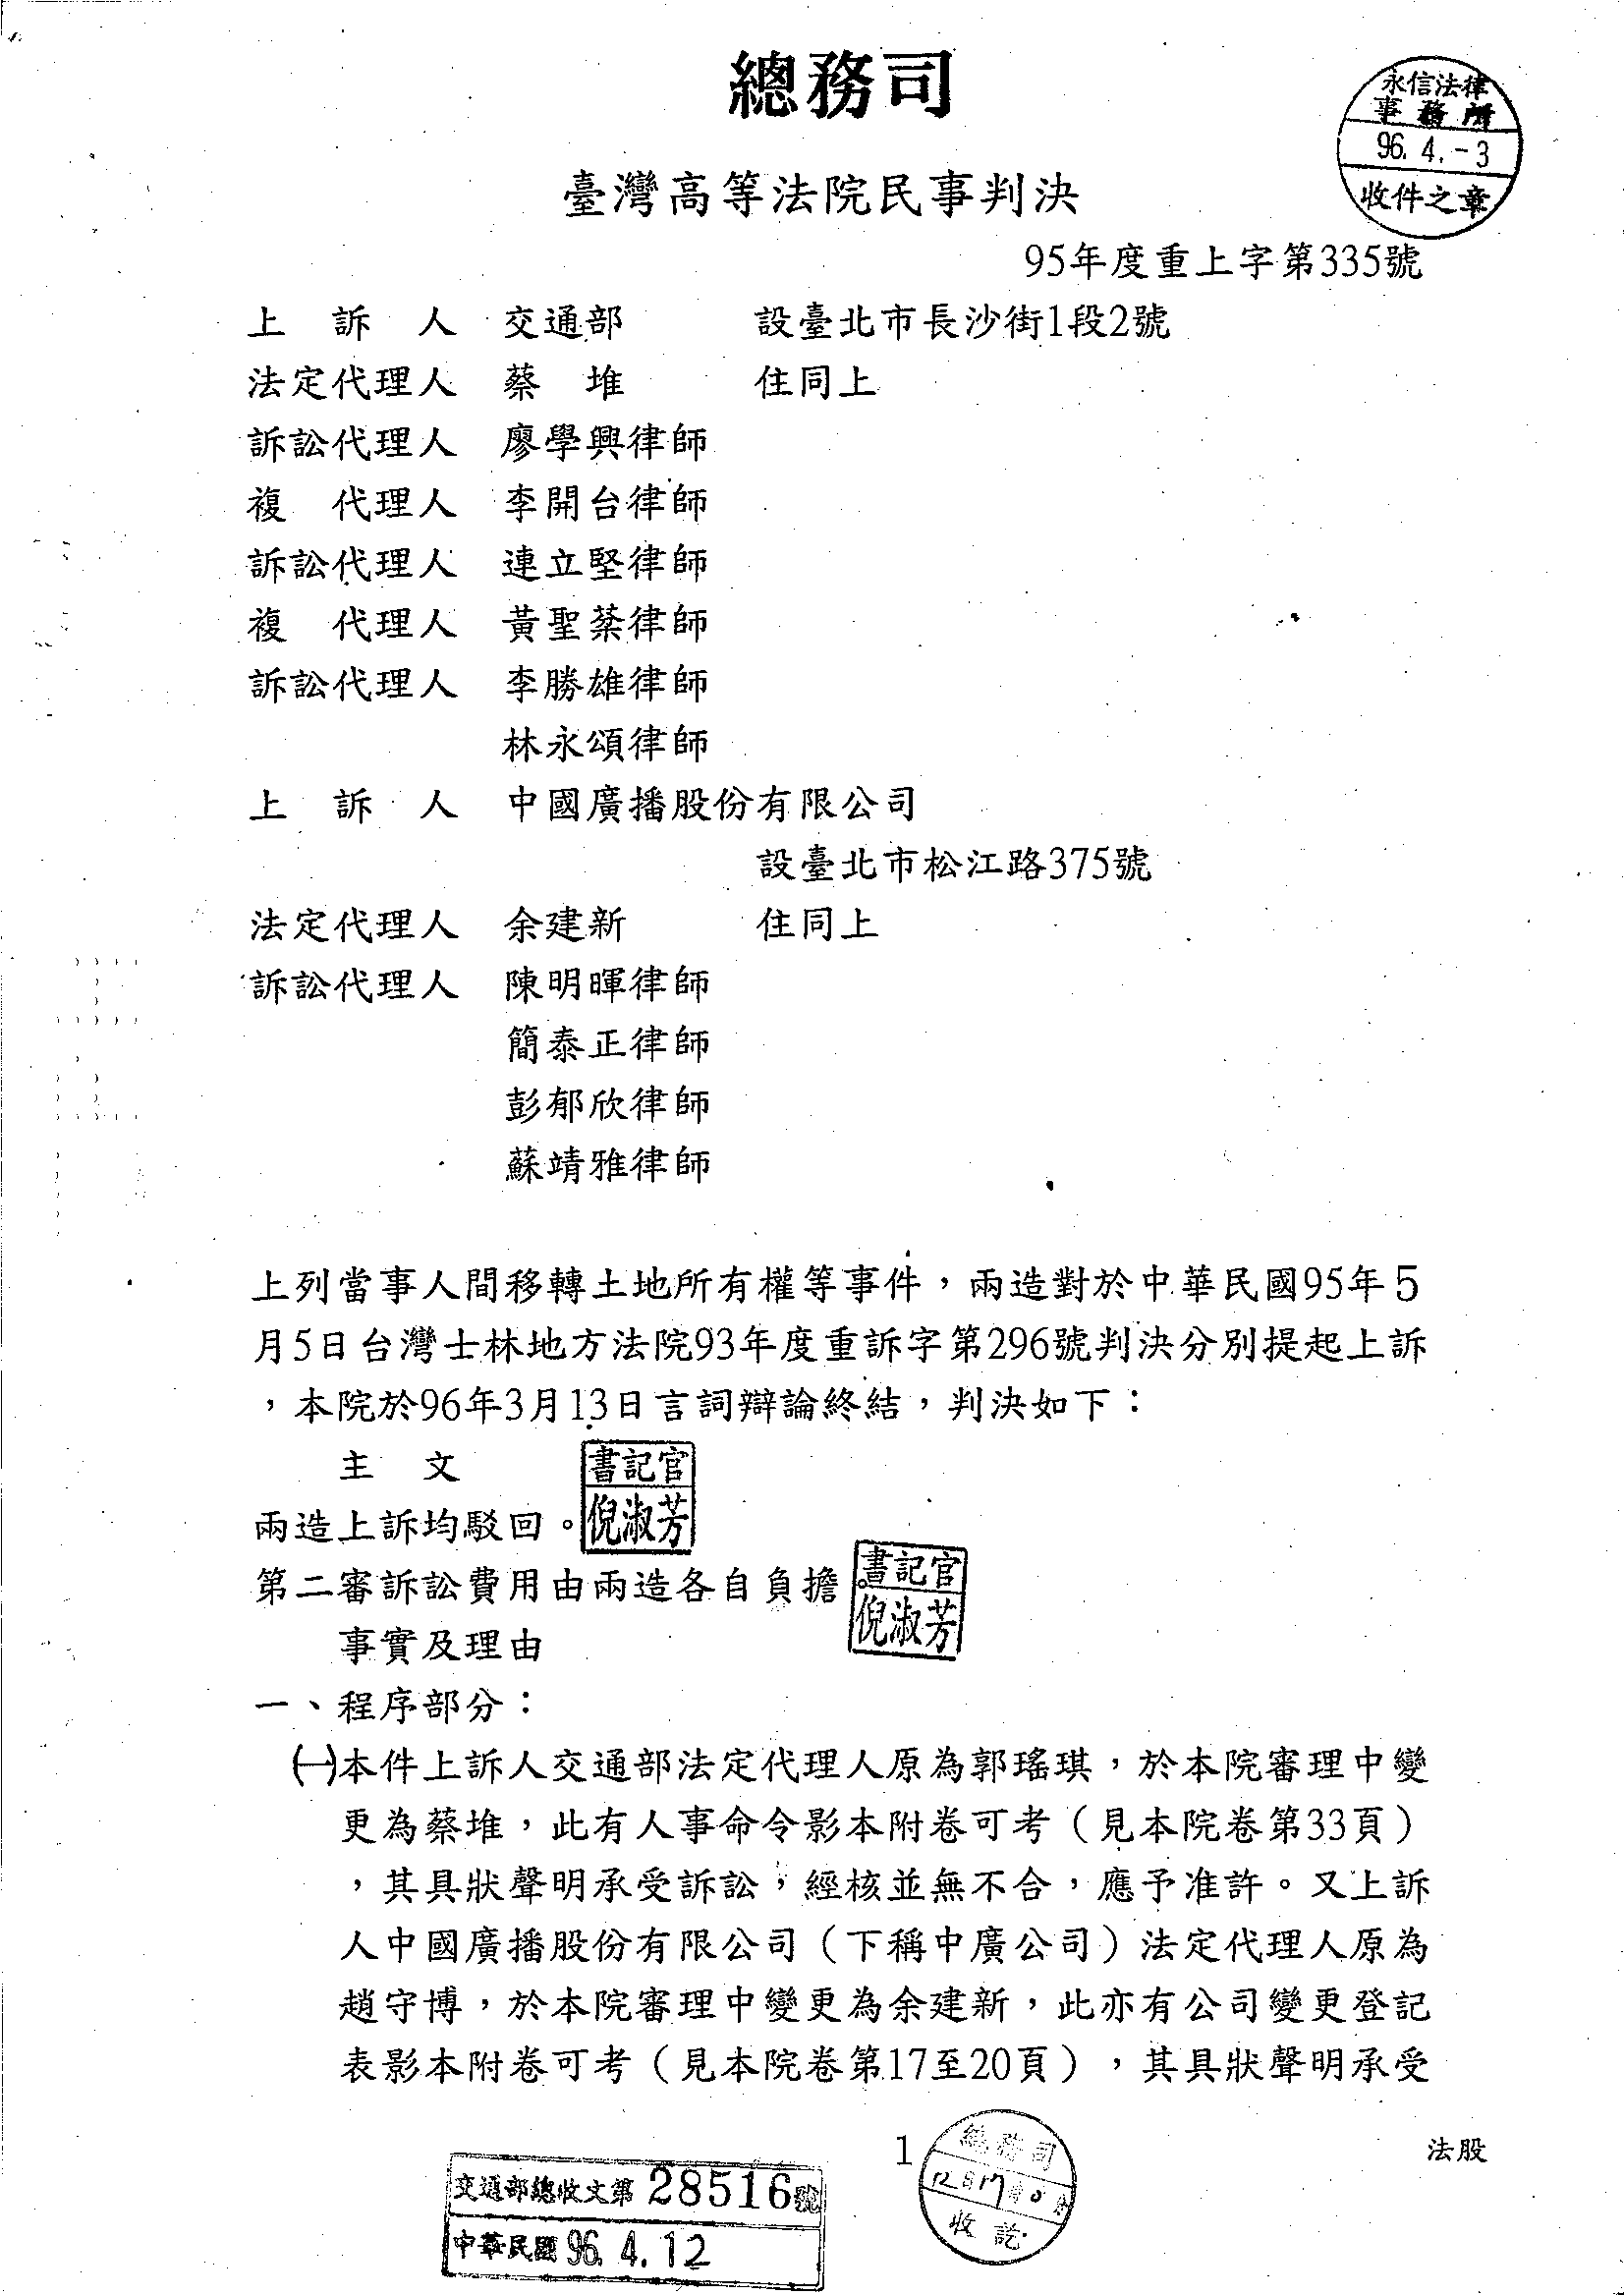 總務司
永信法律
事務所
96.4.-3
收件之章
臺灣高等法院民事判決
95年度重上字第335號
上 訴 人 交通部 設臺北市長沙街1段2號
法定代理人 蔡 堆 住同上
訴訟代理人 廖學興律師
複 代理人 李開台律師
訴訟代理人 連立堅律師
複 代理人 黃聖棻律師
訴訟代理人 李勝雄律師
林永頌律師
上 訴 人 中國廣播股份有限公司
設臺北市松江路375號
法定代理人 余建新 住同上
訴訟代理人 陳明暉律師
簡泰正律師
彭郁欣律師
蘇靖雅律師
上列當事人間移轉土地所有權等事件，兩造對於中華民國95年5
月5日台灣士林地方法院93年度重訴字第296號判決分別提起上訴
，本院於96年3月13日言詞辯論終結，判決如下：
主 文
書記官
倪淑芳
兩造上訴均駁回。
第二審訴訟費用由兩造各自負擔。
書記官
倪淑芳
事實及理由
一、程序部分：
㈠本件上訴人交通部法定代理人原為郭瑤琪，於本院審理中變
更為蔡堆，此有人事命令影本附卷可考（見本院卷第33頁）
，其具狀聲明承受訴訟，經核並無不合，應予准許。又上訴
人中國廣播股份有限公司（下稱中廣公司）法定代理人原為
趙守博，於本院審理中變更為余建新，此亦有公司變更登記
表影本附卷可考（見本院卷第17至20頁），其具狀聲明承受
1
法股
總務司
收訖
交通部總收文第28516號
中華民國96.4.12